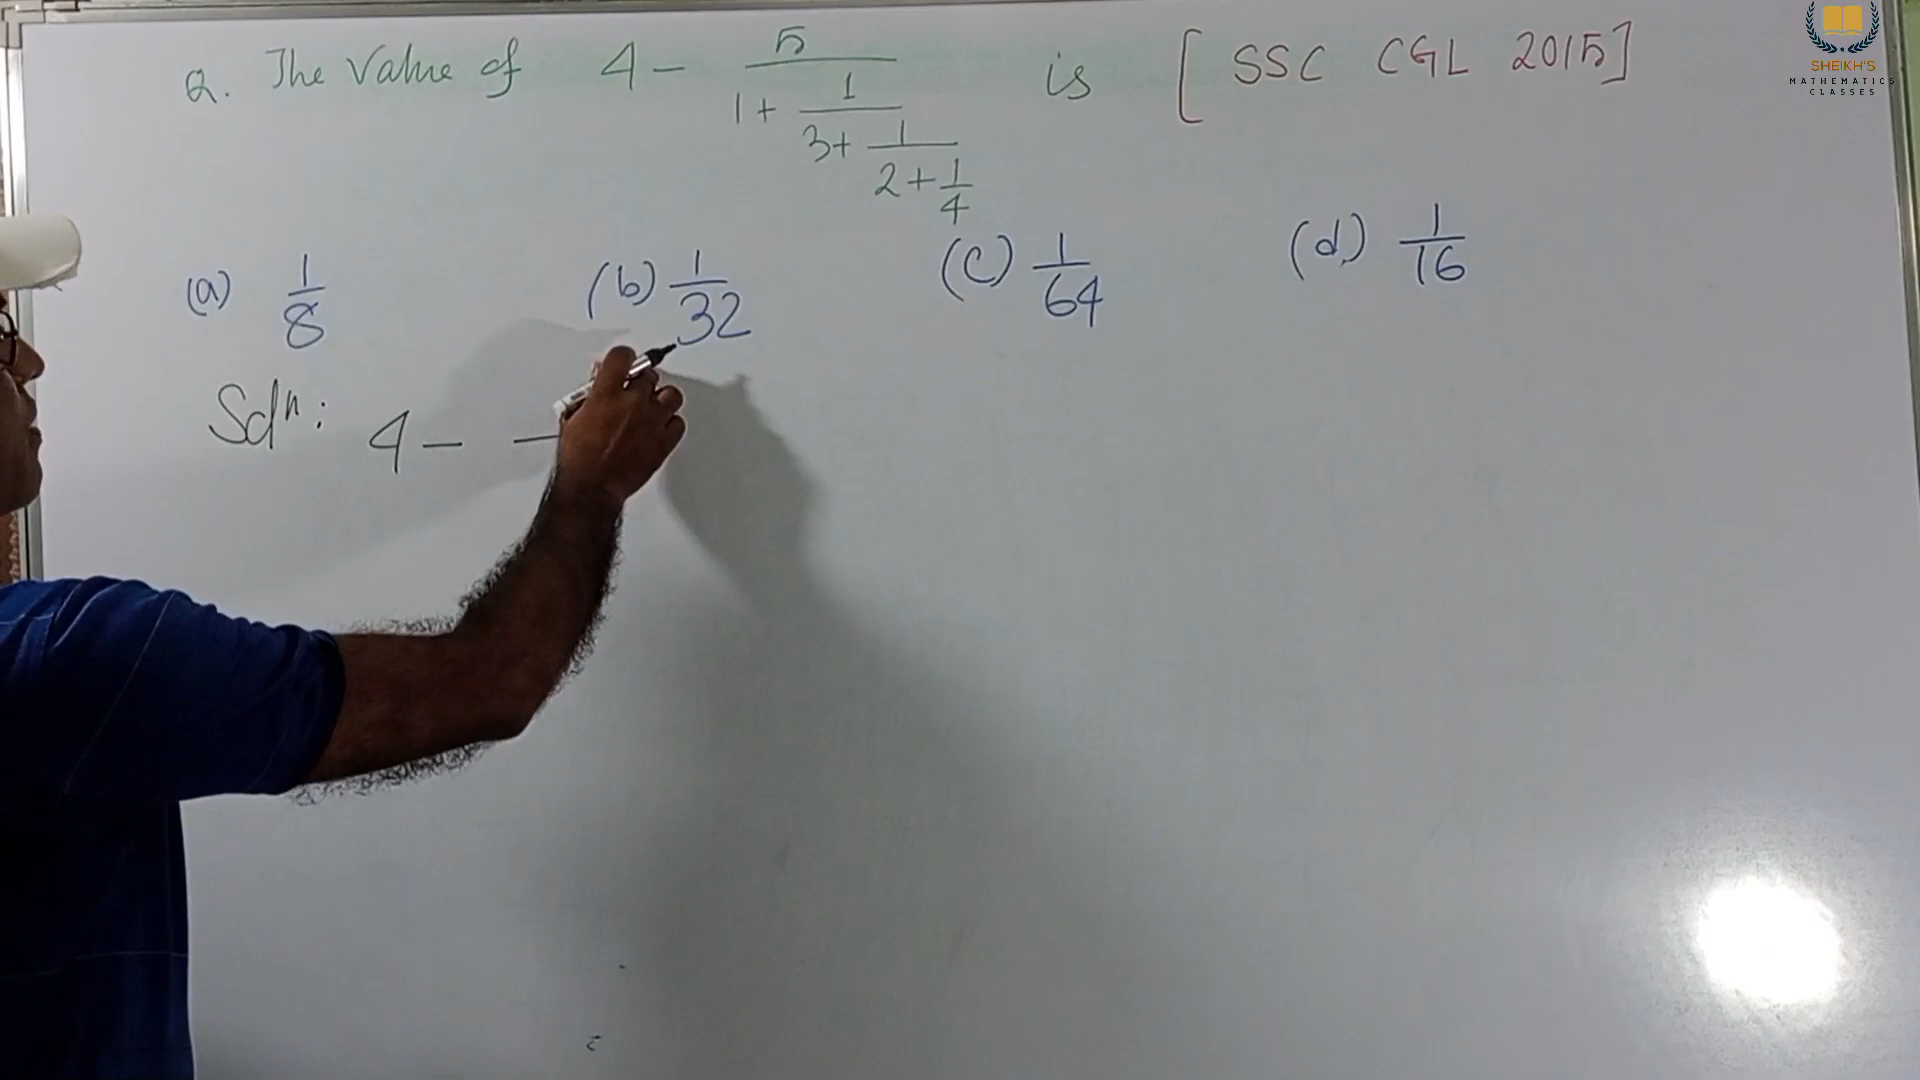 Q. The Value of 4 - 5/(1 + 1/(3 + 1/(2 + 1/4))) is [SSC CGL 2015]
SHEIKH'S
MATHEMATICS
CLASSES
(a) 1/8 (b) 1/32 (c) 1/64 (d) 1/16
Solⁿ: 4 -